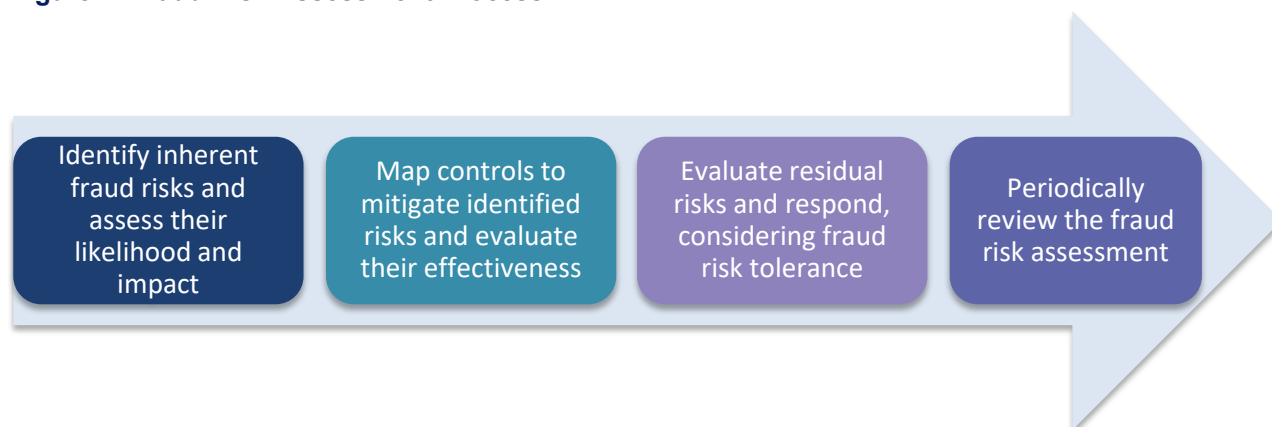 Identify inherent
fraud risks and
assess their
likelihood and
impact
Map controls to
mitigate identified
risks and evaluate
their effectiveness
Evaluate residual
risks and respond,
considering fraud
risk tolerance
Periodically
review the fraud
risk assessment